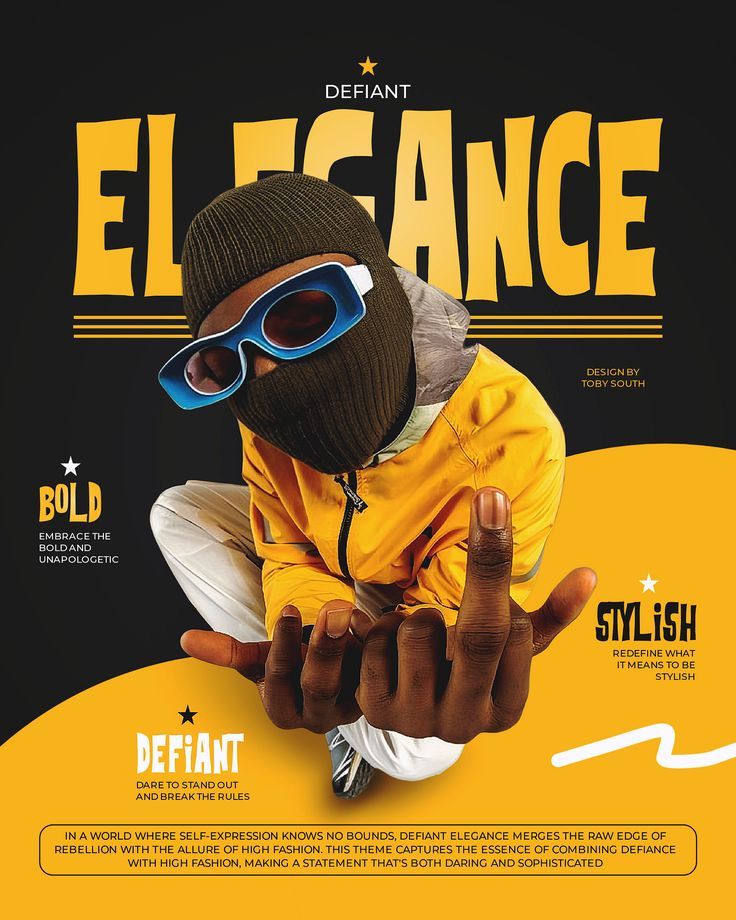 DEFIANT
ELEGANCE
DESIGN BY
TOBY SOUTH
BOLD
EMBRACE THE
BOLD AND
UNAPOLOGETIC
STYLiSH
REDEFINE WHAT
IT MEANS TO BE
STYLISH
DEFiANT
DARE TO STAND OUT
AND BREAK THE RULES
IN A WORLD WHERE SELF-EXPRESSION KNOWS NO BOUNDS, DEFIANT ELEGANCE MERGES THE RAW EDGE OF
REBELLION WITH THE ALLURE OF HIGH FASHION. THIS THEME CAPTURES THE ESSENCE OF COMBINING DEFIANCE
WITH HIGH FASHION, MAKING A STATEMENT THAT'S BOTH DARING AND SOPHISTICATED